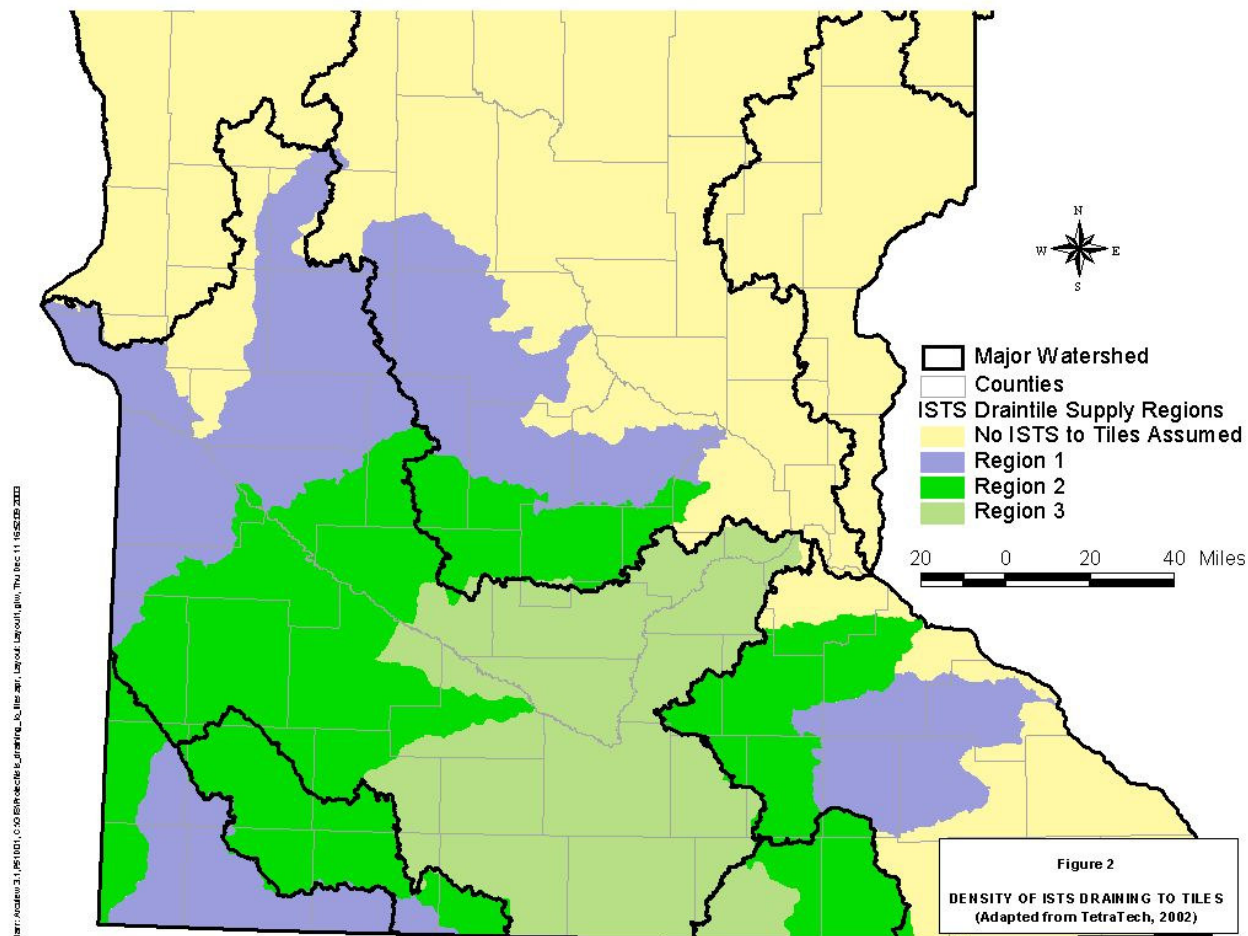 N
W E
S
Major Watershed
Counties
ISTS Draintile Supply Regions
No ISTS to Tiles Assumed
Region 1
Region 2
Region 3
20 0 20 40 Miles
Figure 2
DENSITY OF ISTS DRAINING TO TILES
(Adapted from TetraTech, 2002)